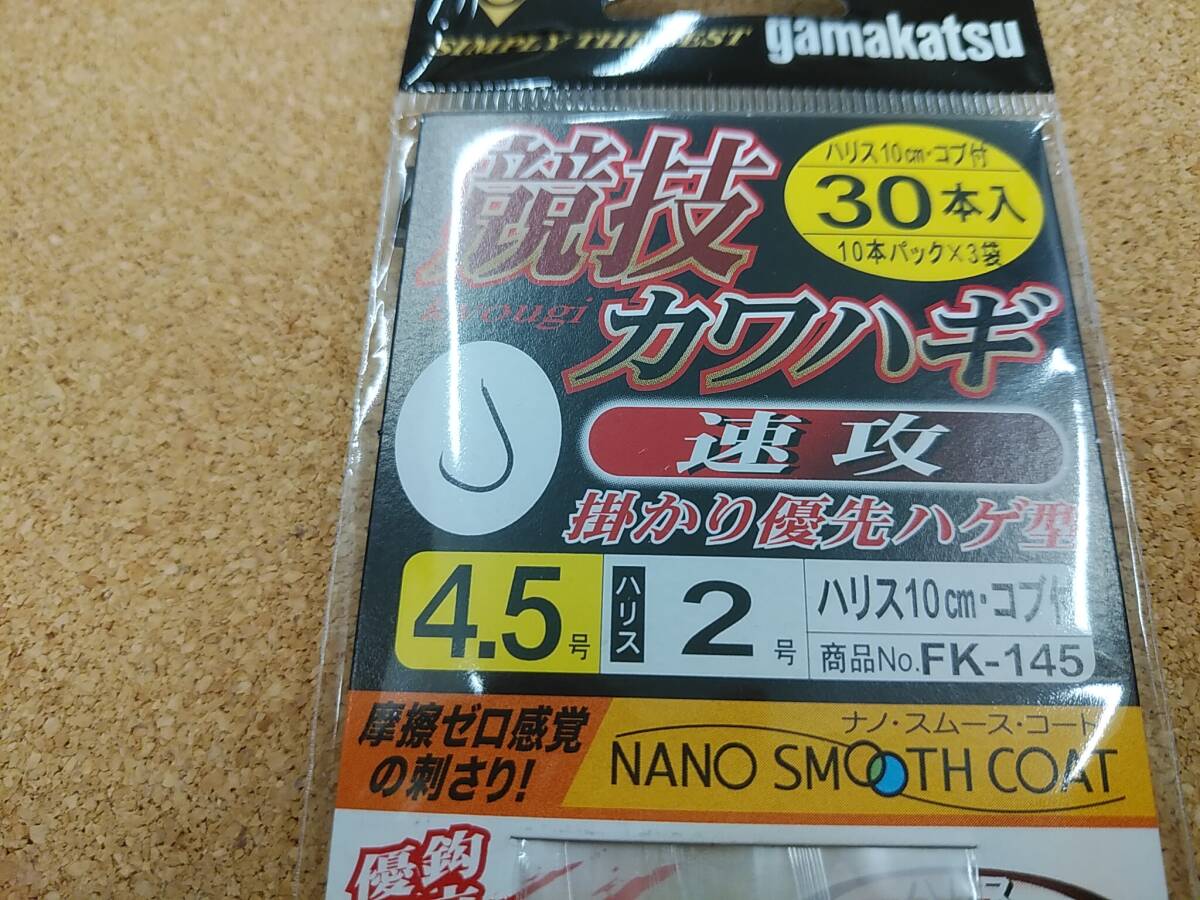 SIMPLY THE BEST
gamakatsu
ハリス10cm・コブ付
30本入
10本パック×3袋
競技
kyougi
カワハギ
速攻
掛かり優先ハゲ型
4.5号
ハリス
2号
ハリス10cm・コブ付
商品No.FK-145
摩擦ゼロ感覚
の刺さり!
ナノ・スムース・コート
NANO SMOOTH COAT
鈎
優